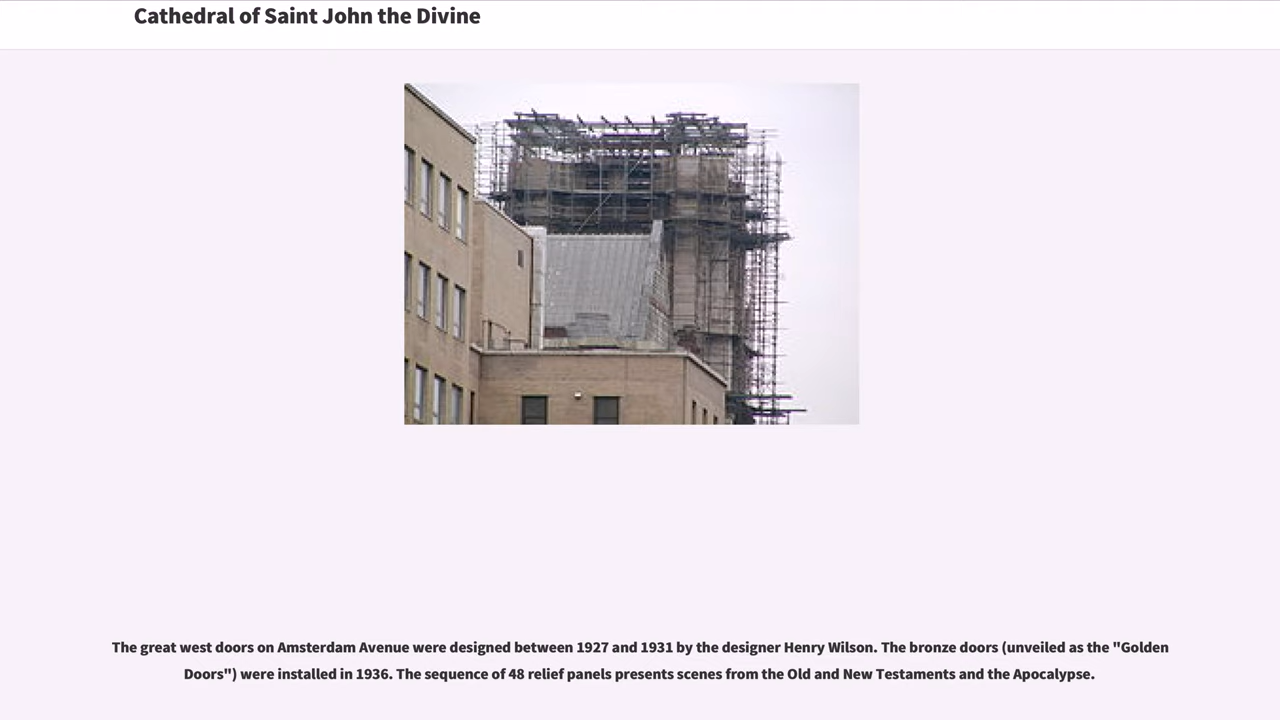 Cathedral of Saint John the Divine
The great west doors on Amsterdam Avenue were designed between 1927 and 1931 by the designer Henry Wilson. The bronze doors (unveiled as the "Golden
Doors") were installed in 1936. The sequence of 48 relief panels presents scenes from the Old and New Testaments and the Apocalypse.